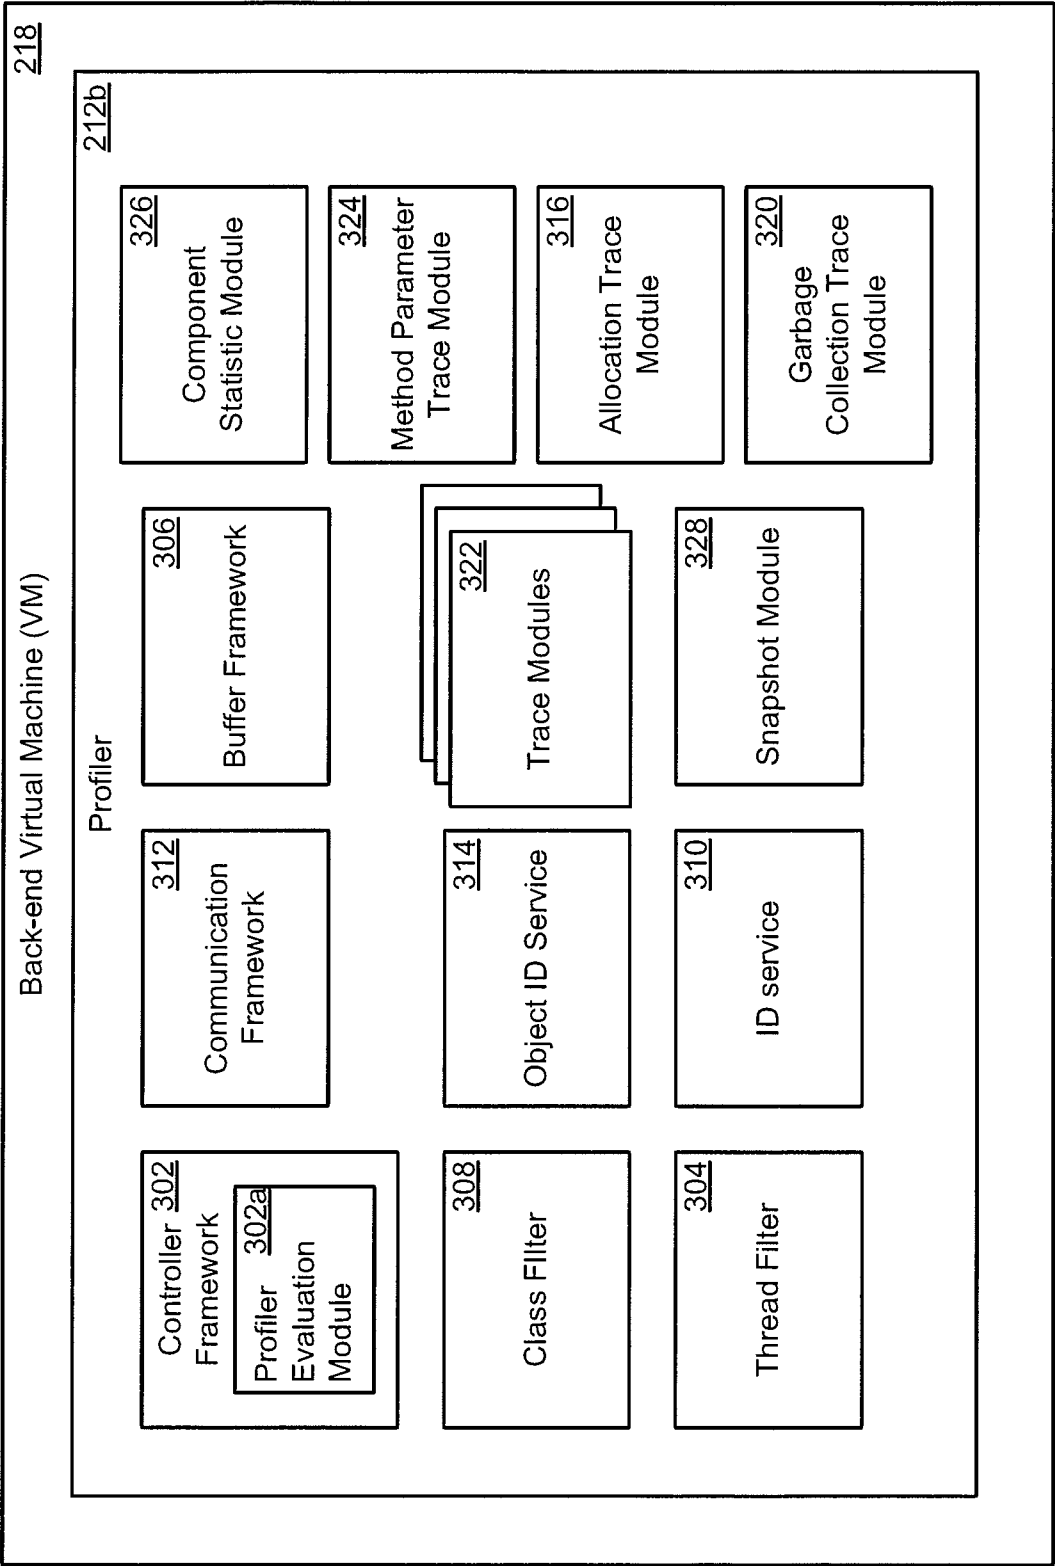 Back-end Virtual Machine (VM)
218
Profiler
212b
Controller 302
Framework
Profiler 302a
Evaluation
Module
312
Communication
Framework
306
Buffer Framework
326
Component
Statistic Module
324
Method Parameter
Trace Module
308
Class FIlter
314
Object ID Service
322
Trace Modules
316
Allocation Trace
Module
304
Thread Filter
310
ID service
328
Snapshot Module
320
Garbage
Collection Trace
Module